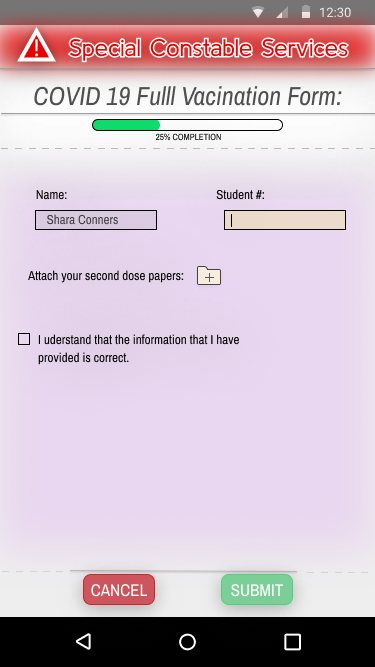 12:30
Special Constable Services
COVID 19 Fulll Vacination Form:
25% COMPLETION
Name: Student #:
Shara Conners
Attach your second dose papers:
I uderstand that the information that I have
provided is correct.
CANCEL SUBMIT